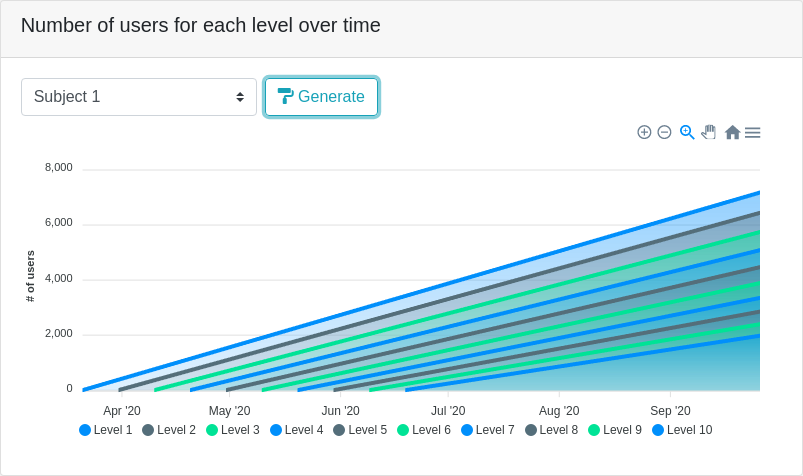 Number of users for each level over time
Subject 1
Generate
8,000
6,000
4,000
2,000
0
# of users
Apr '20 May '20 Jun '20 Jul '20 Aug '20 Sep '20
Level 1 Level 2 Level 3 Level 4 Level 5 Level 6 Level 7 Level 8 Level 9 Level 10